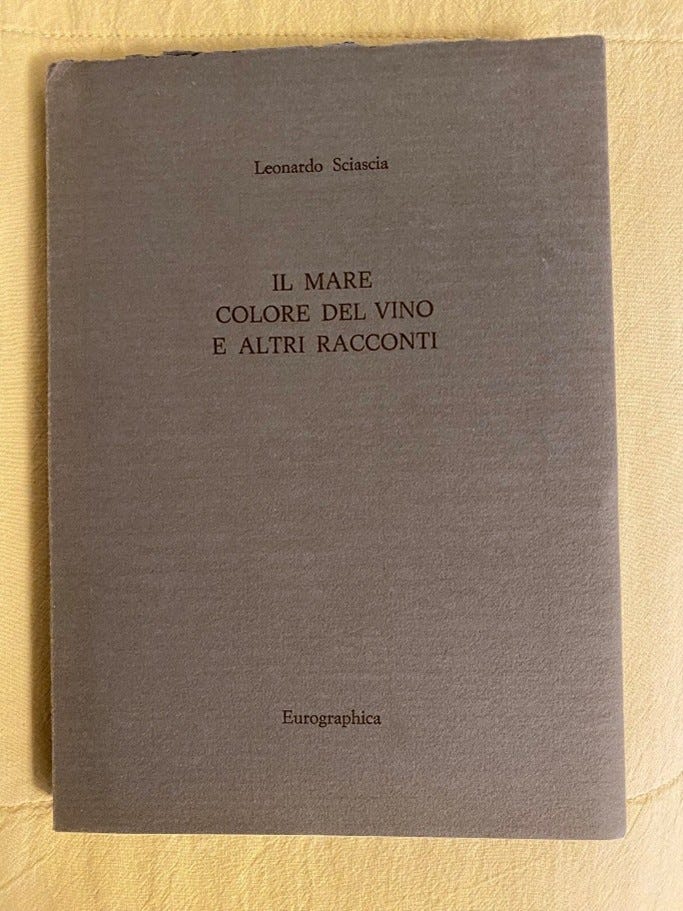 Leonardo Sciascia
IL MARE
COLORE DEL VINO
E ALTRI RACCONTI
Eurographica